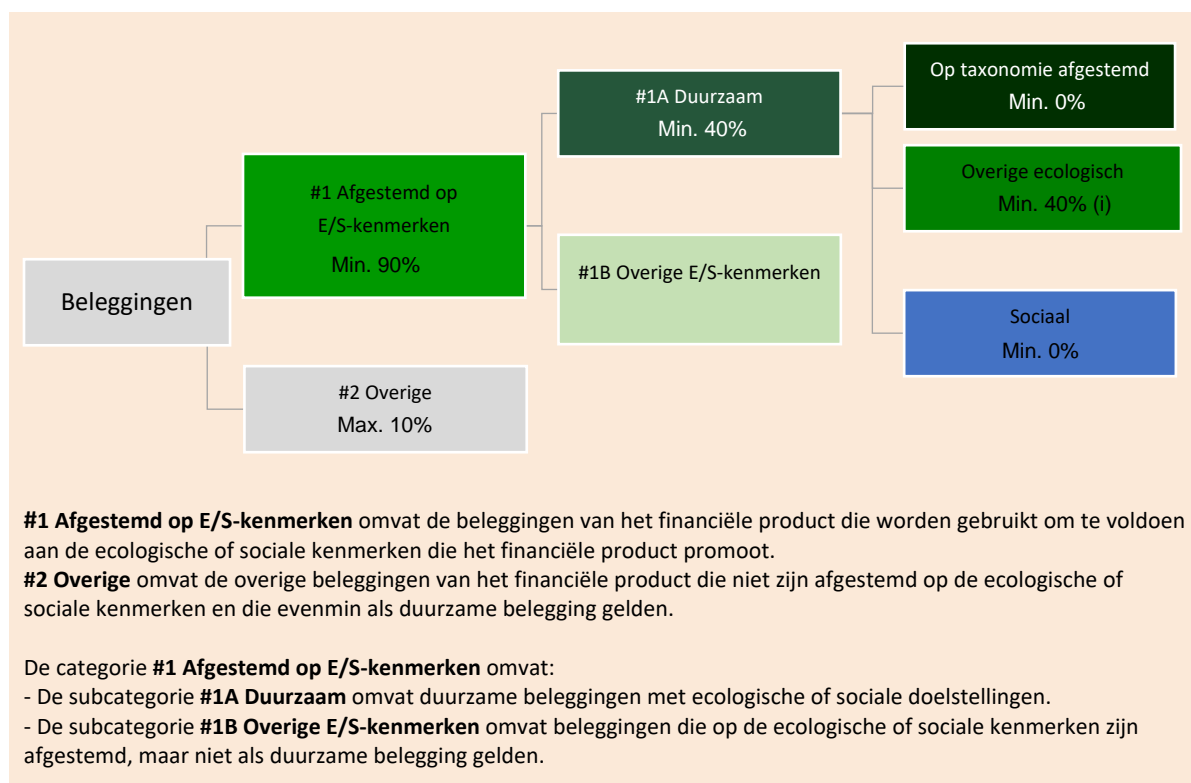 Beleggingen
#1 Afgestemd op
E/S-kenmerken
Min. 90%
#2 Overige
Max. 10%
#1A Duurzaam
Min. 40%
#1B Overige E/S-kenmerken
Op taxonomie afgestemd
Min. 0%
Overige ecologisch
Min. 40% (i)
Sociaal
Min. 0%
#1 Afgestemd op E/S-kenmerken omvat de beleggingen van het financiële product die worden gebruikt om te voldoen
aan de ecologische of sociale kenmerken die het financiële product promoot.
#2 Overige omvat de overige beleggingen van het financiële product die niet zijn afgestemd op de ecologische of
sociale kenmerken en die evenmin als duurzame belegging gelden.
De categorie #1 Afgestemd op E/S-kenmerken omvat:
- De subcategorie #1A Duurzaam omvat duurzame beleggingen met ecologische of sociale doelstellingen.
- De subcategorie #1B Overige E/S-kenmerken omvat beleggingen die op de ecologische of sociale kenmerken zijn
afgestemd, maar niet als duurzame belegging gelden.